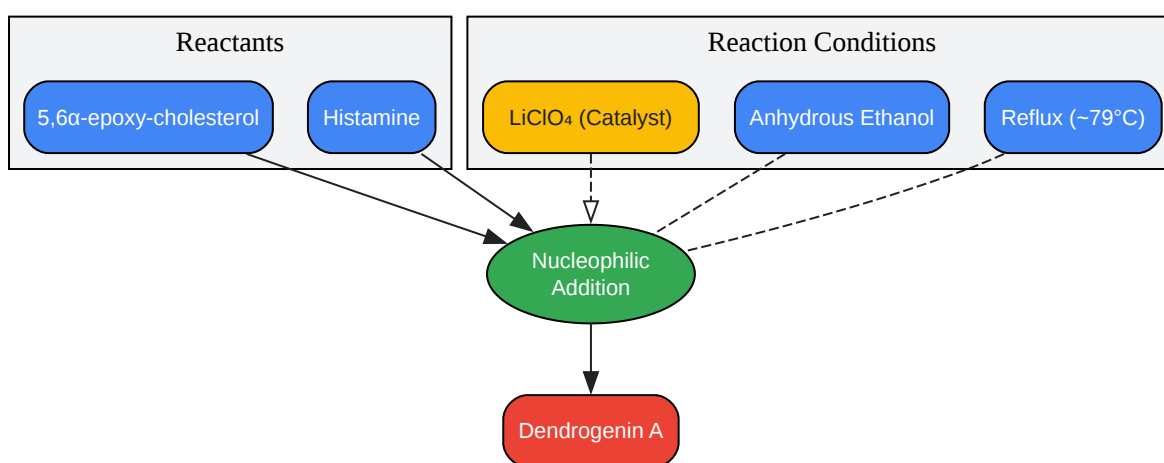 Reactants
Reaction Conditions
5,6α-epoxy-cholesterol
Histamine
LiClO₄ (Catalyst)
Anhydrous Ethanol
Reflux (~79°C)
Nucleophilic
Addition
Dendrogenin A